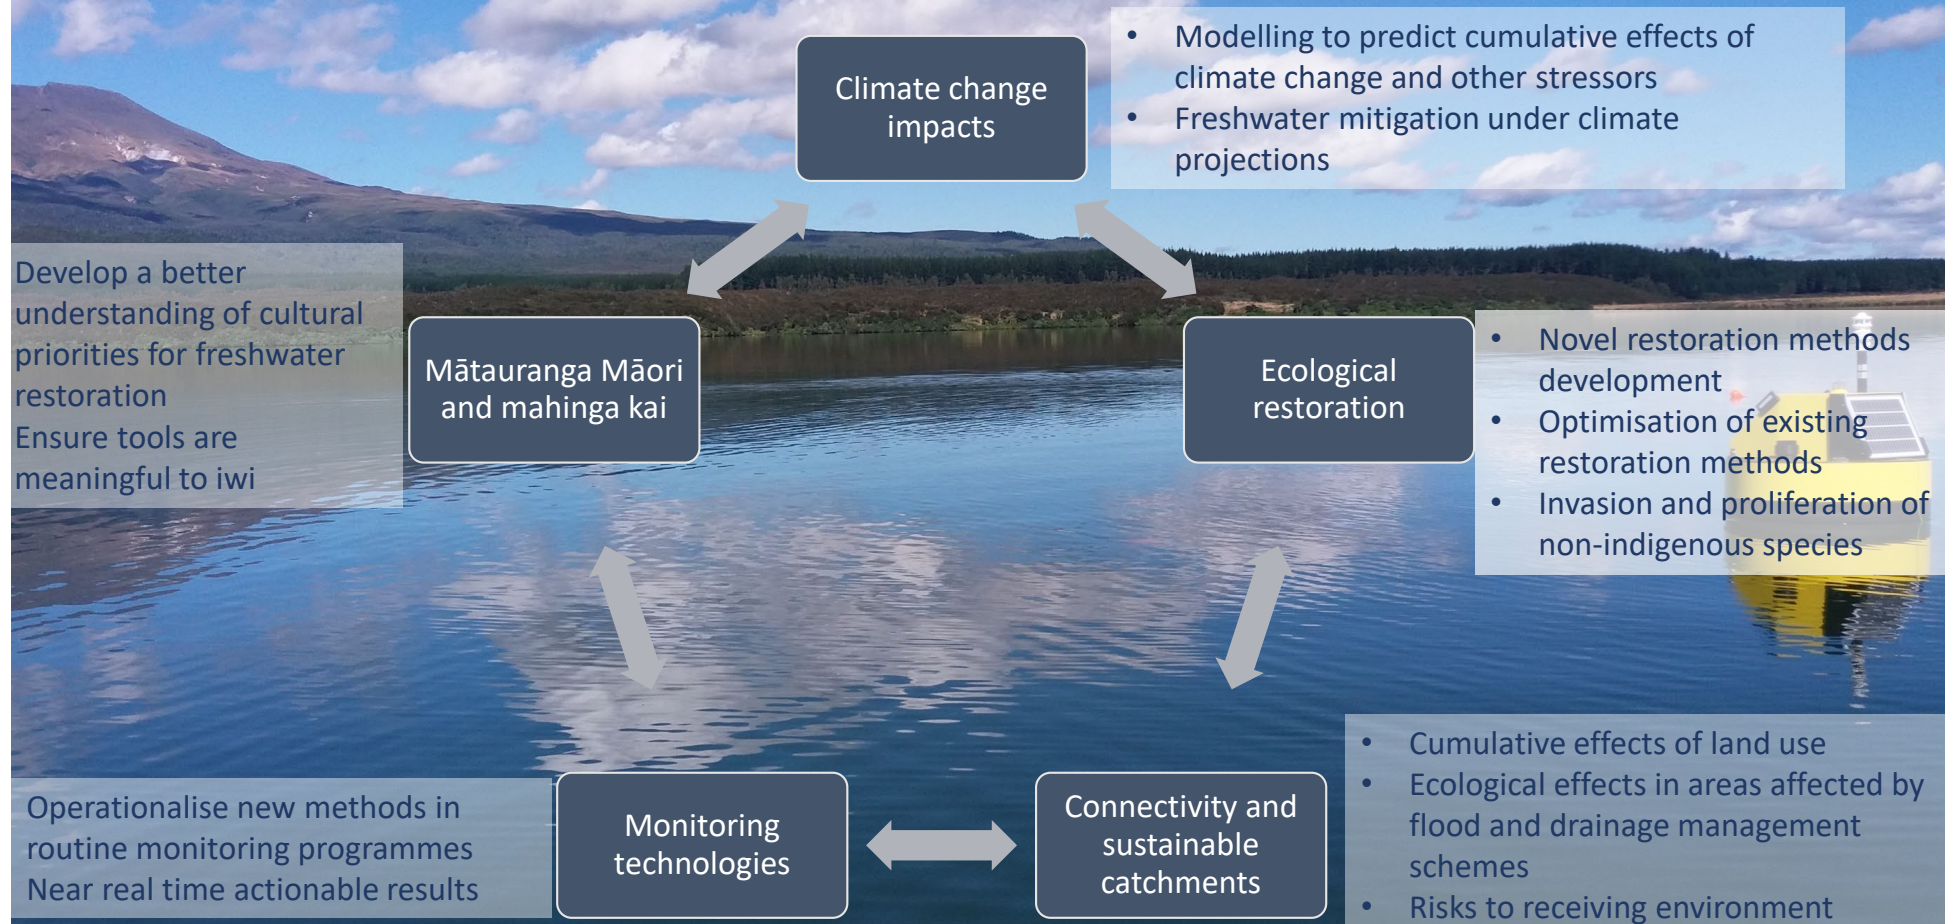 Climate change
impacts
• Modelling to predict cumulative effects of
climate change and other stressors
• Freshwater mitigation under climate
projections
Develop a better
understanding of cultural
priorities for freshwater
restoration
Ensure tools are
meaningful to iwi
Mātauranga Māori
and mahinga kai
Ecological
restoration
• Novel restoration methods
development
• Optimisation of existing
restoration methods
• Invasion and proliferation of
non-indigenous species
Operationalise new methods in
routine monitoring programmes
Near real time actionable results
Monitoring
technologies
Connectivity and
sustainable
catchments
• Cumulative effects of land use
• Ecological effects in areas affected by
flood and drainage management
schemes
• Risks to receiving environment